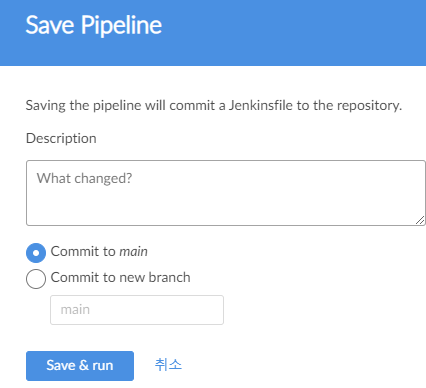 Save Pipeline
Saving the pipeline will commit a Jenkinsfile to the repository.
Description
What changed?
Commit to main
Commit to new branch
main
Save & run 취소